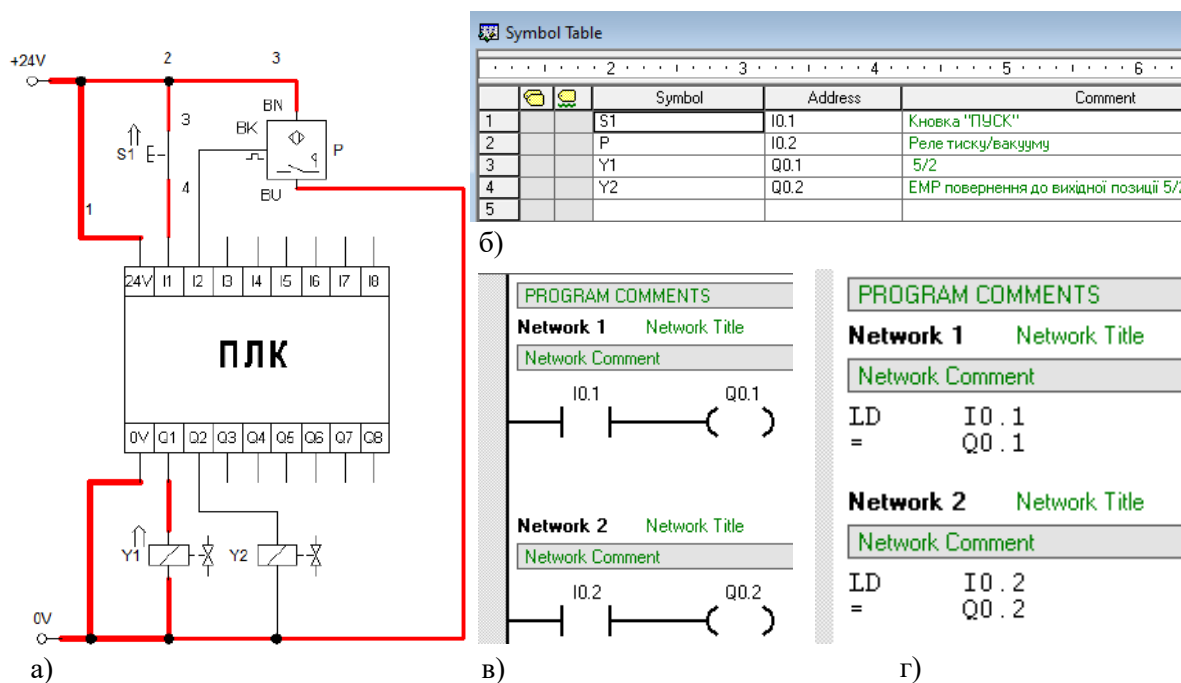 2
3
+24V
BN
3
BK
S1
P
4
BU
1
24V I1 I2 I3 I4 I5 I6 I7 I8
ПЛК
0V Q1 Q2 Q3 Q4 Q5 Q6 Q7 Q8
Y1
Y2
0V
а)
Symbol Table
2 3 4 5 6
Symbol Address Comment
1 S1 I0.1 Кновка "ПУСК"
2 P I0.2 Реле тиску/вакууму
3 Y1 Q0.1 5/2
4 Y2 Q0.2 ЕМР повернення до вихідної позиції 5/2
5
б)
PROGRAM COMMENTS
Network 1 Network Title
Network Comment
I0.1 Q0.1
Network 2 Network Title
Network Comment
I0.2 Q0.2
в)
PROGRAM COMMENTS
Network 1 Network Title
Network Comment
LD I0.1
= Q0.1
Network 2 Network Title
Network Comment
LD I0.2
= Q0.2
г)